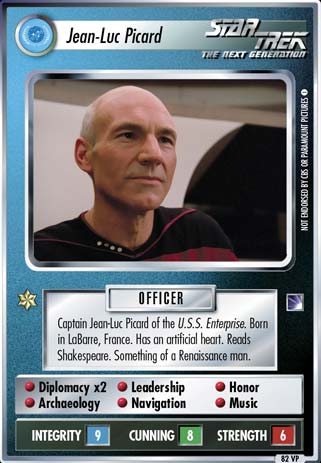 Jean-Luc Picard
STAR TREK
THE NEXT GENERATION
NOT ENDORSED BY CBS OR PARAMOUNT PICTURES
OFFICER
Captain Jean-Luc Picard of the U.S.S. Enterprise. Born
in LaBarre, France. Has an artificial heart. Reads
Shakespeare. Something of a Renaissance man.
Diplomacy x2 Leadership Honor
Archaeology Navigation Music
INTEGRITY 9 CUNNING 8 STRENGTH 6
82 VP